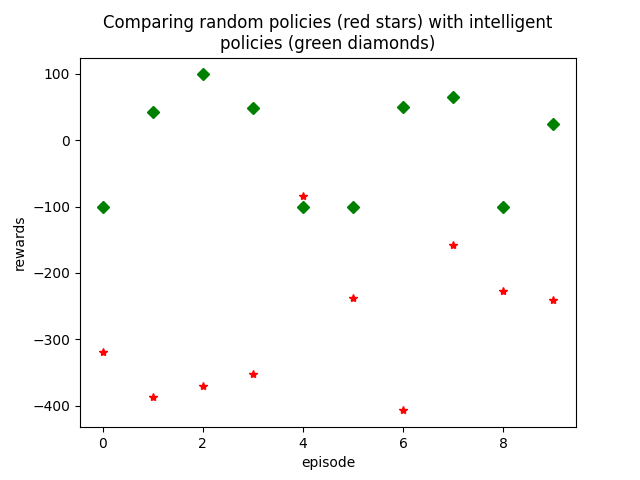 Comparing random policies (red stars) with intelligent
policies (green diamonds)
100
0
−100
−200
−300
−400
rewards
0 2 4 6 8
episode